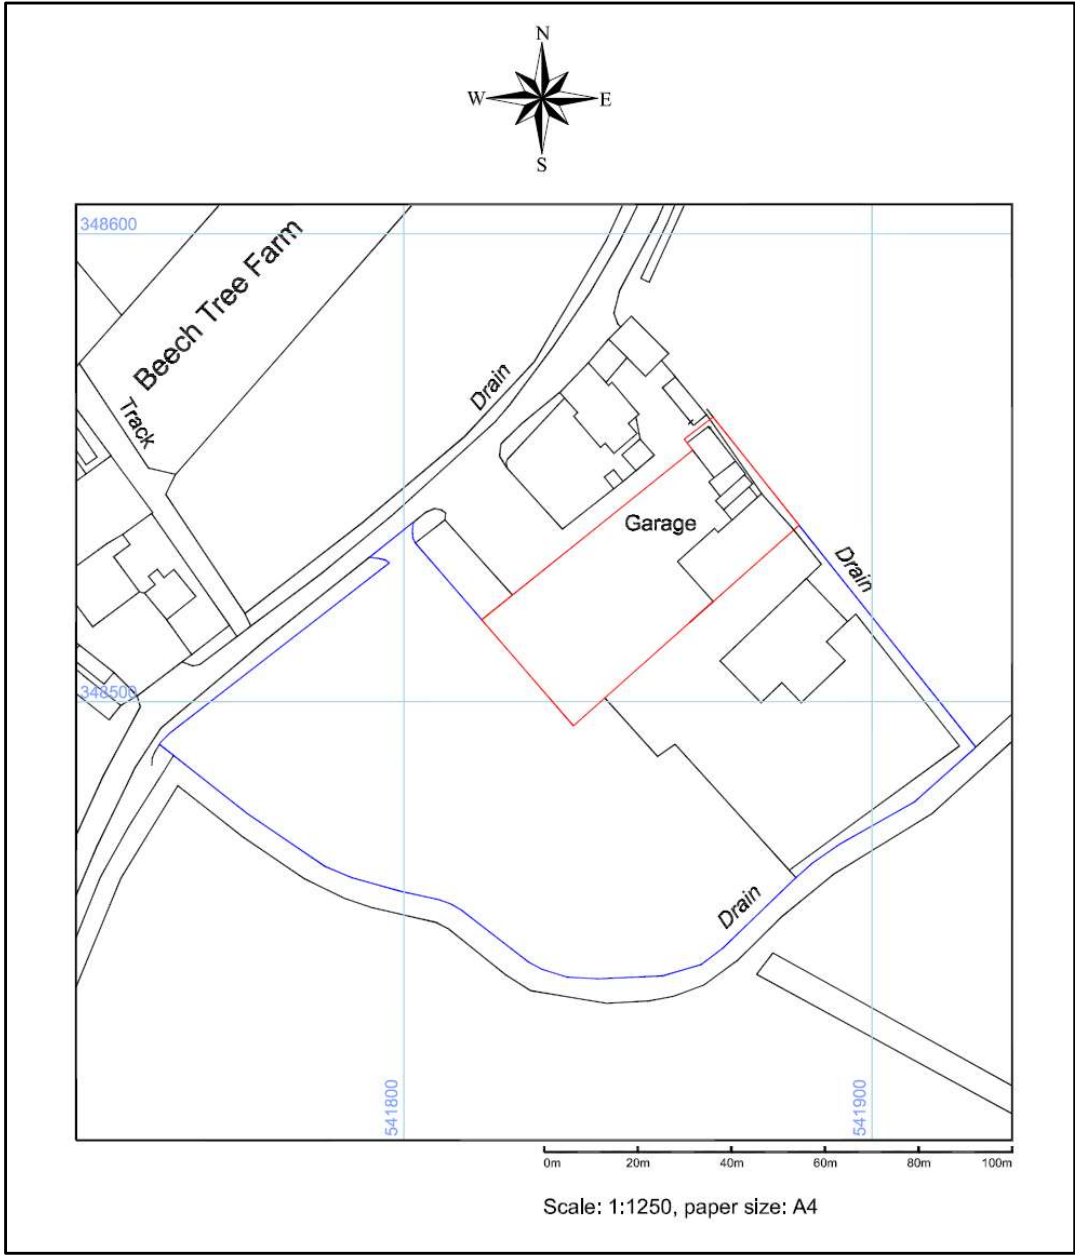 N
W E
S
348600
Beech Tree Farm
Drain
Track
Garage
Drain
348500
Drain
541800
541900
0m 20m 40m 60m 80m 100m
Scale: 1:1250, paper size: A4